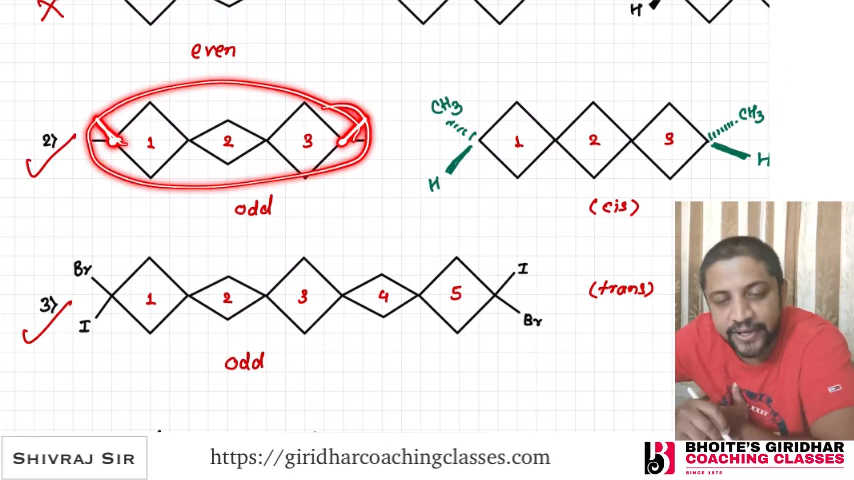 H
even
2) 1 2 3
odd
CH3 1 2 3 CH3
H H
(cis)
3) Br 1 2 3 4 5 I
I Br
(trans)
odd
SHIVRAJ SIR
https://giridharcoachingclasses.com
BHOITE'S GIRIDHAR
COACHING CLASSES
SINCE 1976